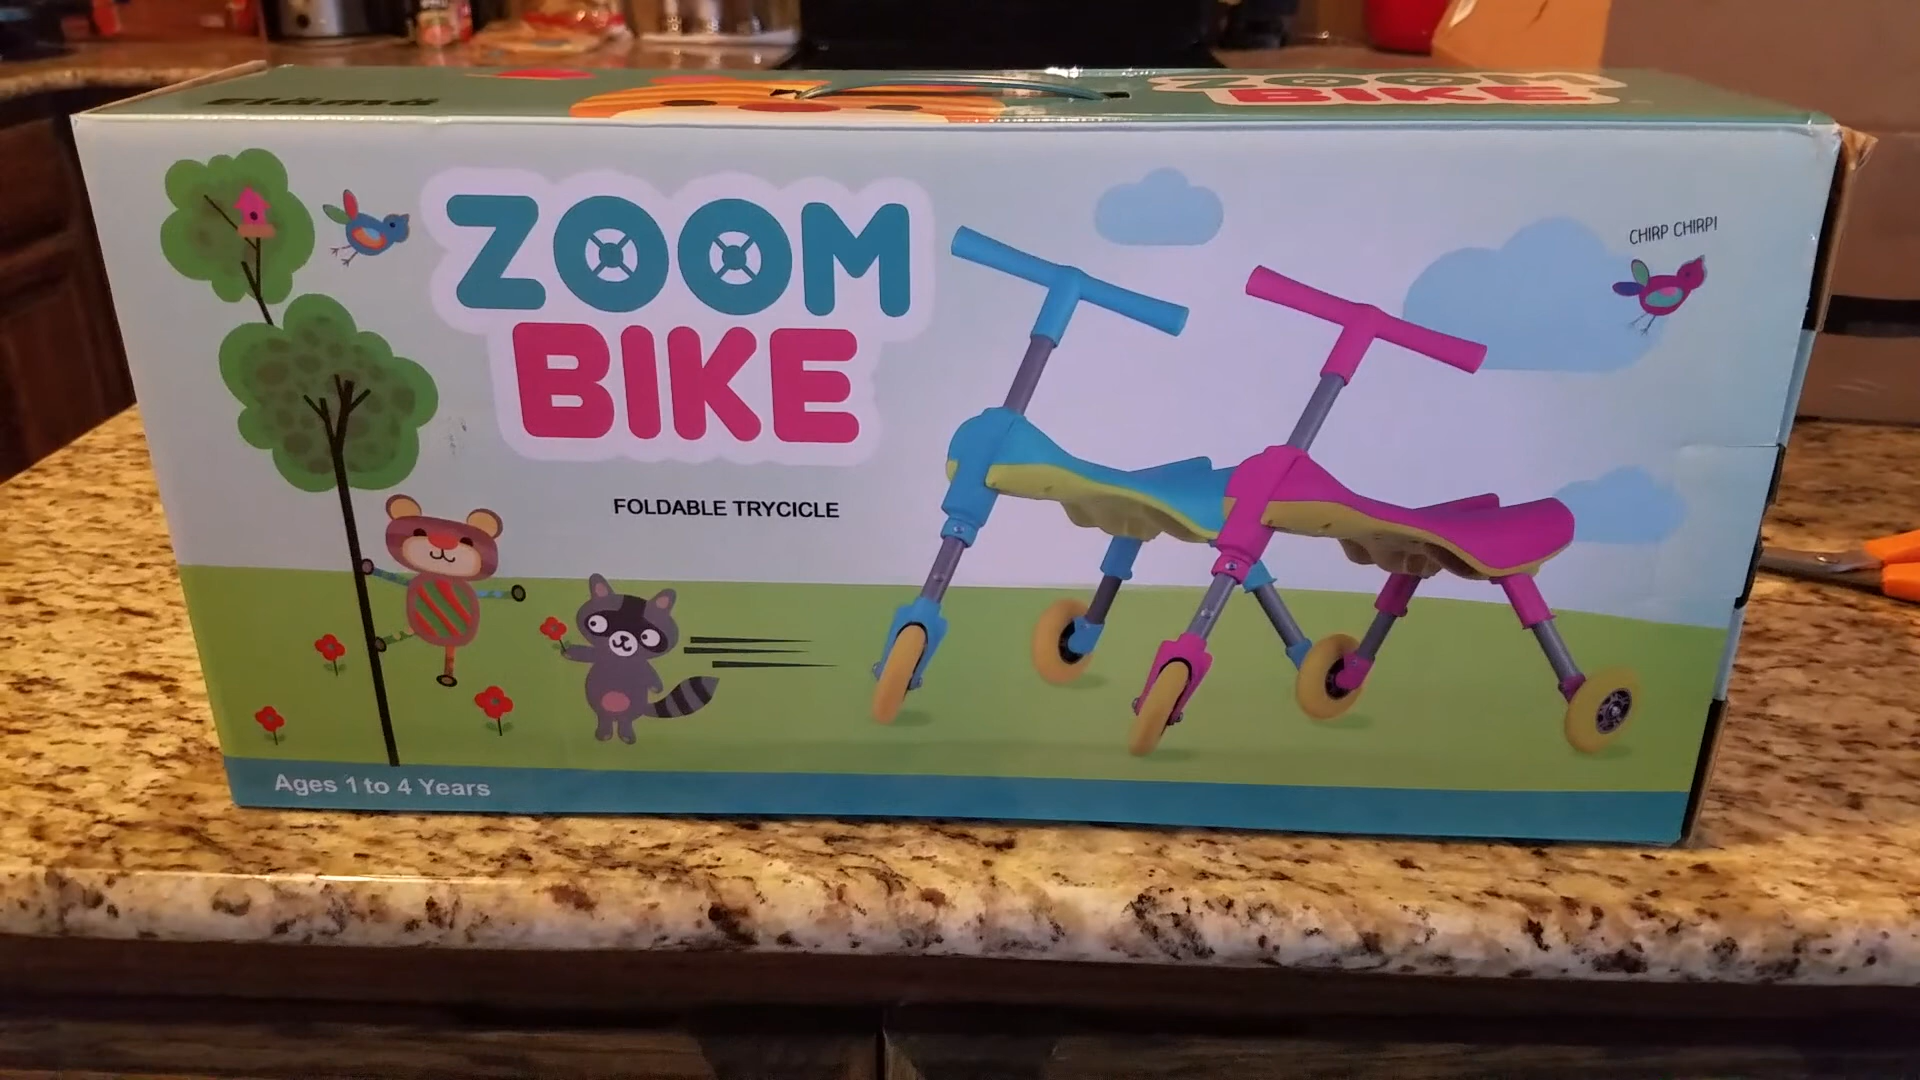 ZOOM
BIKE
ZOOM
BIKE
FOLDABLE TRYCICLE
CHIRP CHIRP!
Ages 1 to 4 Years